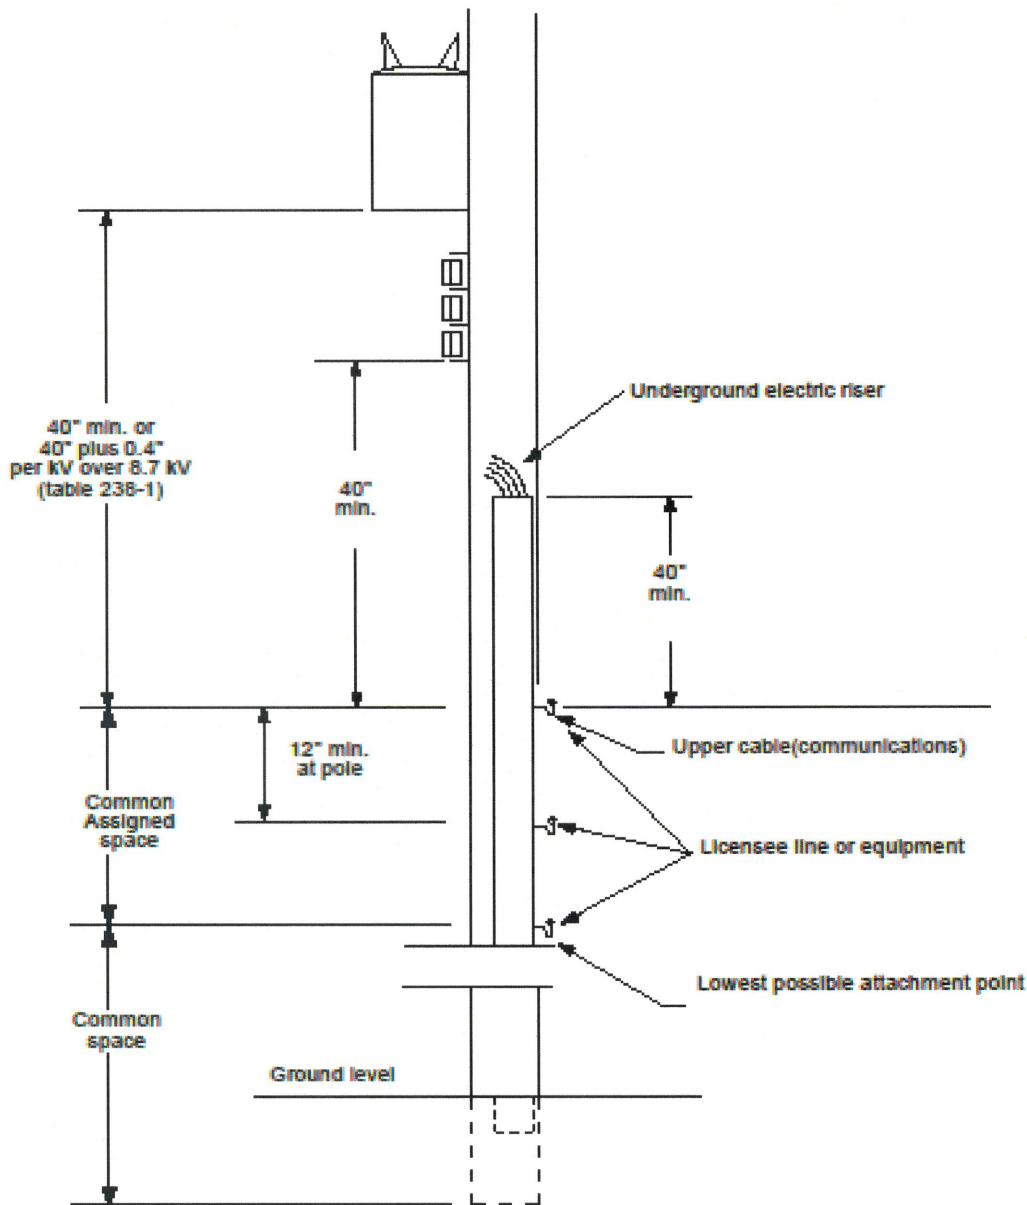 Underground electric riser
40" min. or
40" plus 0.4"
per kV over 8.7 kV
(table 238-1)
40"
min.
40"
min.
12" min.
at pole
Upper cable(communications)
Common
Assigned
space
Licensee line or equipment
Lowest possible attachment point
Common
space
Ground level